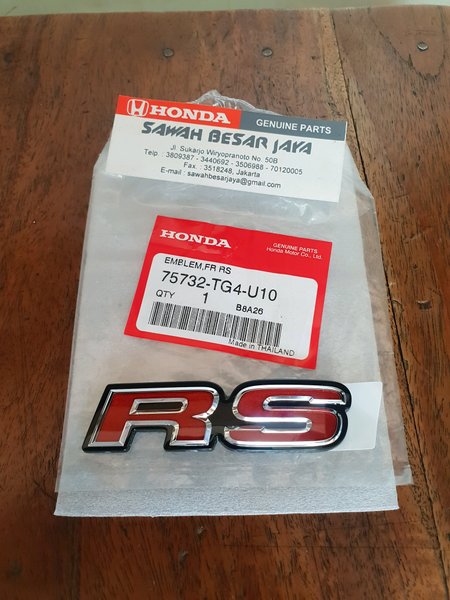 HONDA GENUINE PARTS
SAWAH BESAR JAYA
Jl. Sukarjo Wiryopranoto No. 50B
Telp. : 3809387 - 3440692 - 3506988 - 70120005
Fax. : 3518248, Jakarta
E-mail : sawahbesarjaya@gmail.com
HONDA
GENUINE PARTS
Honda Motor Co., Ltd.
EMBLEM,FR RS
75732-TG4-U10
QTY 1
B8A26
Made in THAILAND
RS